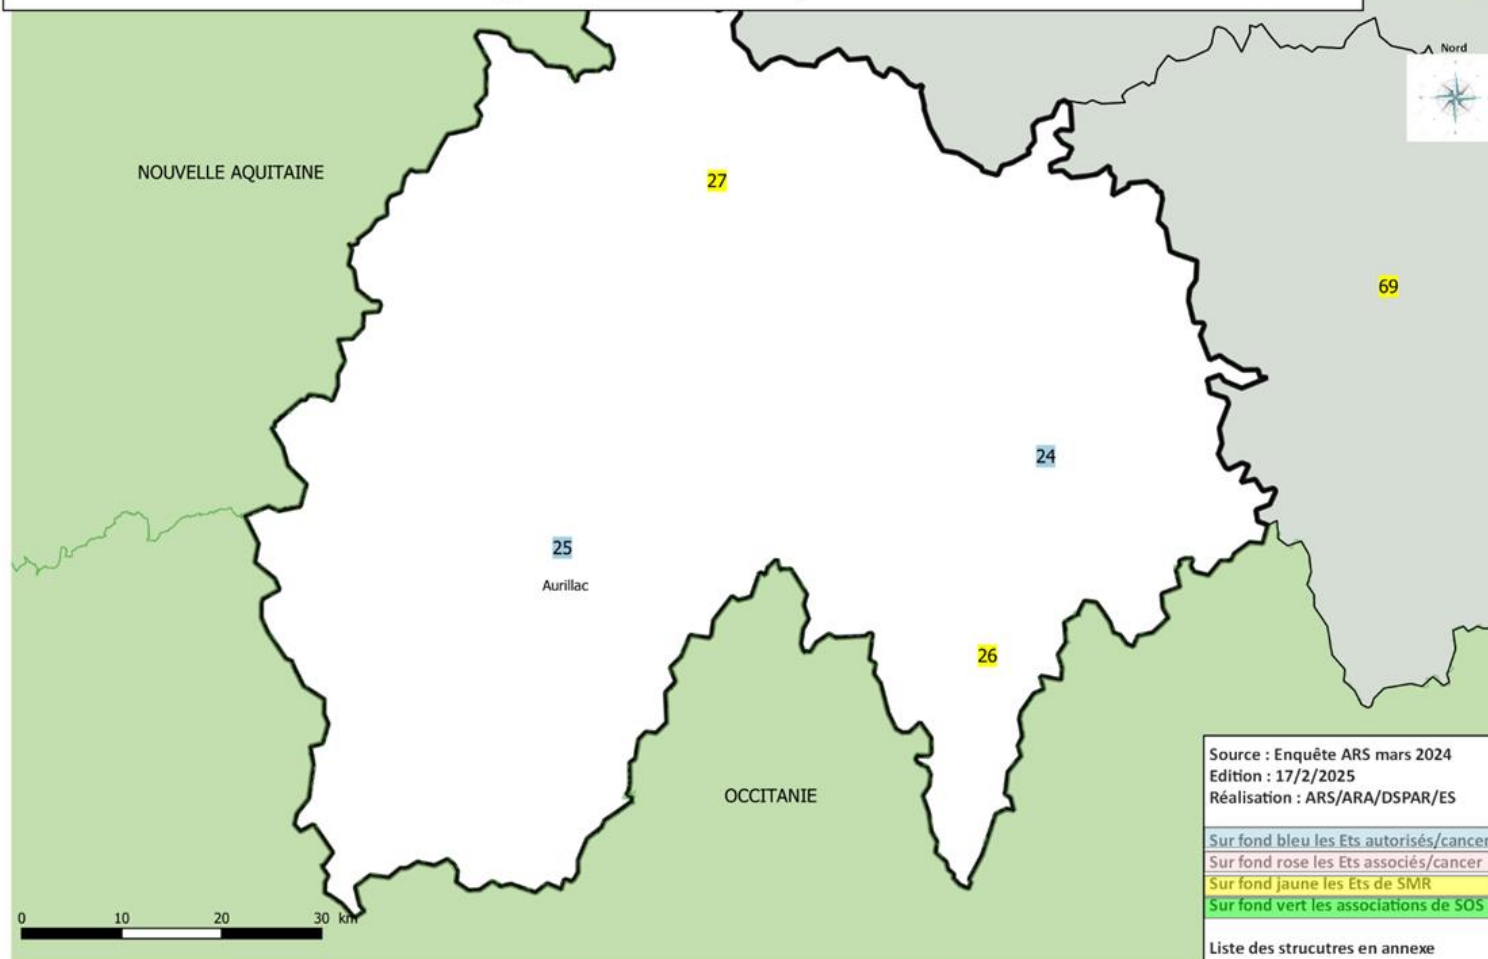 Nord
NOUVELLE AQUITAINE
27
69
24
25
Aurillac
26
OCCITANIE
Source : Enquête ARS mars 2024
Edition : 17/2/2025
Réalisation : ARS/ARA/DSPAR/ES
Sur fond bleu les Ets autorisés/cancer
Sur fond rose les Ets associés/cancer
Sur fond jaune les Ets de SMR
Sur fond vert les associations de SOS
Liste des strucutres en annexe
0 10 20 30 km